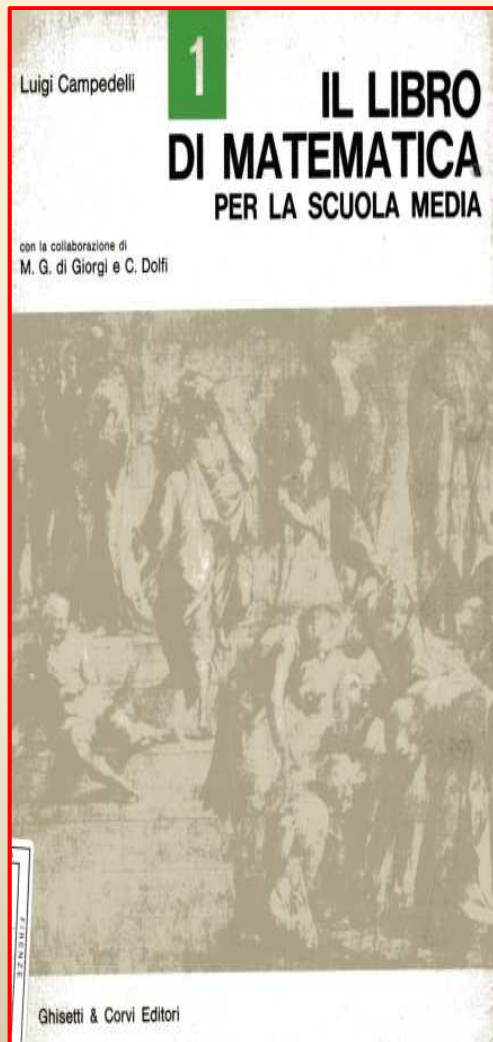 Luigi Campedelli
1
IL LIBRO
DI MATEMATICA
PER LA SCUOLA MEDIA
con la collaborazione di
M. G. di Giorgi e C. Dolfi
FIRENZE
Ghisetti & Corvi Editori